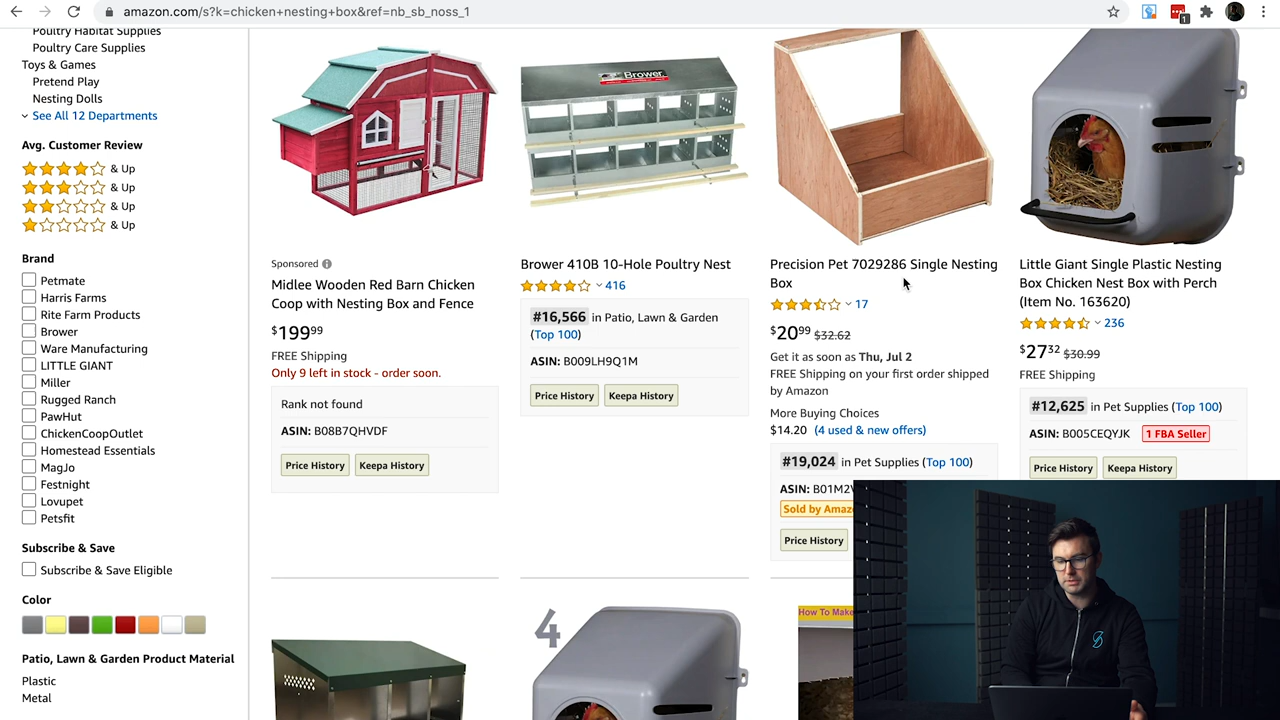 amazon.com/s?k=chicken+nesting+box&ref=nb_sb_noss_1
1
Poultry Habitat Supplies
Poultry Care Supplies
Toys & Games
Pretend Play
Nesting Dolls
See All 12 Departments
Avg. Customer Review
& Up
& Up
& Up
& Up
Brand
Petmate
Harris Farms
Rite Farm Products
Brower
Ware Manufacturing
LITTLE GIANT
Miller
Rugged Ranch
PawHut
ChickenCoopOutlet
Homestead Essentials
MagJo
Festnight
Lovupet
Petsfit
Subscribe & Save
Subscribe & Save Eligible
Color
Patio, Lawn & Garden Product Material
Plastic
Metal
Sponsored
Midlee Wooden Red Barn Chicken
Coop with Nesting Box and Fence
$19999
FREE Shipping
Only 9 left in stock - order soon.
Rank not found
ASIN: B08B7QHVDF
Price History Keepa History
Brower
Brower 410B 10-Hole Poultry Nest
416
#16,566 in Patio, Lawn & Garden
(Top 100)
ASIN: B009LH9Q1M
Price History Keepa History
Precision Pet 7029286 Single Nesting
Box
17
$2099 $32.62
Get it as soon as Thu, Jul 2
FREE Shipping on your first order shipped
by Amazon
More Buying Choices
$14.20 (4 used & new offers)
#19,024 in Pet Supplies (Top 100)
ASIN: B01M2
Sold by Amaz
Price History
Little Giant Single Plastic Nesting
Box Chicken Nest Box with Perch
(Item No. 163620)
236
$2732 $30.99
FREE Shipping
#12,625 in Pet Supplies (Top 100)
ASIN: B005CEQYJK 1 FBA Seller
Price History Keepa History
4
How To Make